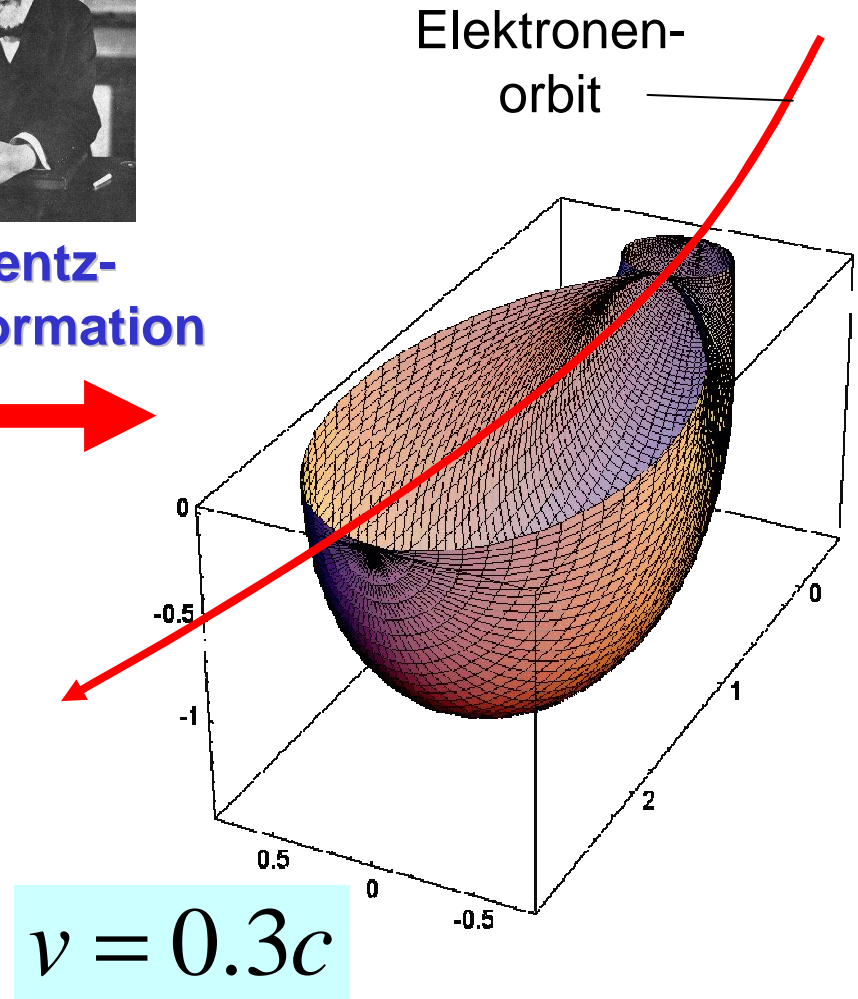 Elektronen-
orbit
entz-
ormation
0
-0.5
-1
0
1
2
0.5
0
-0.5
v = 0.3c